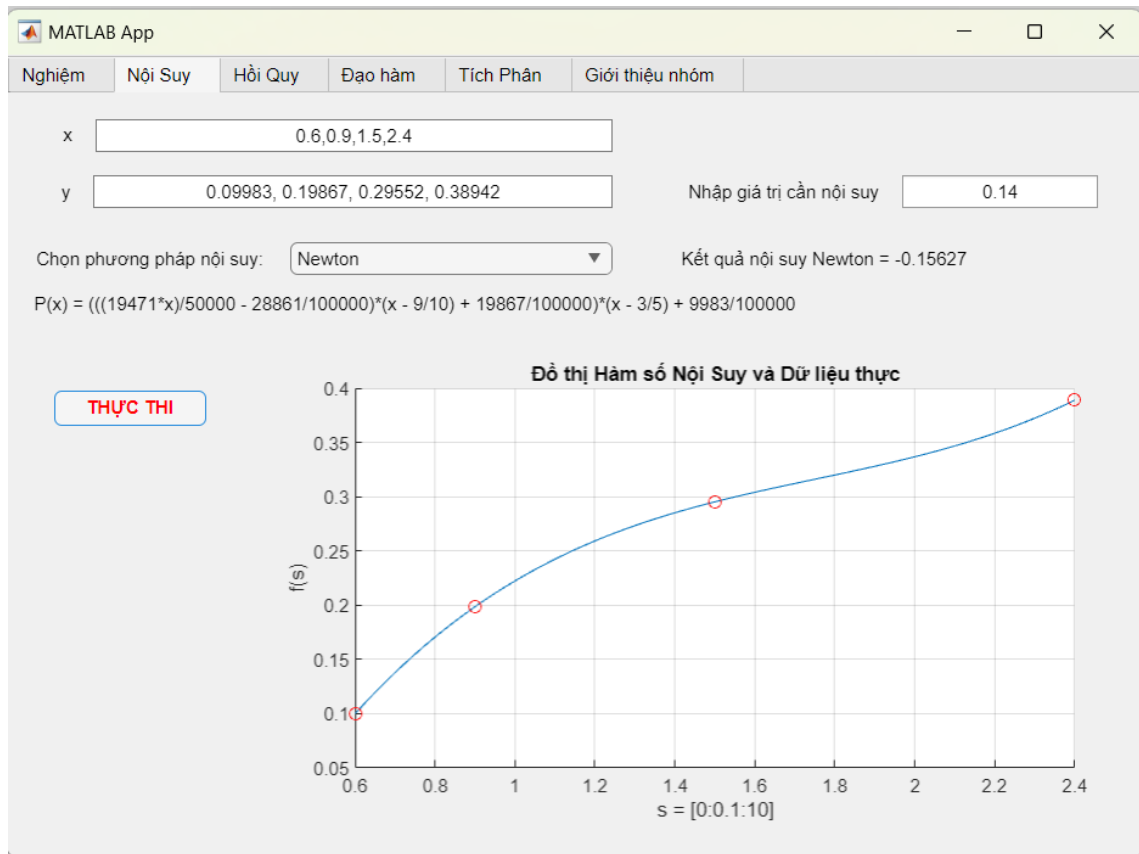 MATLAB App
Nghiệm Nội Suy Hồi Quy Đạo hàm Tích Phân Giới thiệu nhóm
x 0.6,0.9,1.5,2.4
y 0.09983, 0.19867, 0.29552, 0.38942 Nhập giá trị cần nội suy 0.14
Chọn phương pháp nội suy: Newton Kết quả nội suy Newton = -0.15627
P(x) = (((19471*x)/50000 - 28861/100000)*(x - 9/10) + 19867/100000)*(x - 3/5) + 9983/100000
THỰC THI
Đồ thị Hàm số Nội Suy và Dữ liệu thực
0.4
0.35
0.3
0.25
0.2
0.15
0.1
0.05
f(s)
0.6 0.8 1 1.2 1.4 1.6 1.8 2 2.2 2.4
s = [0:0.1:10]